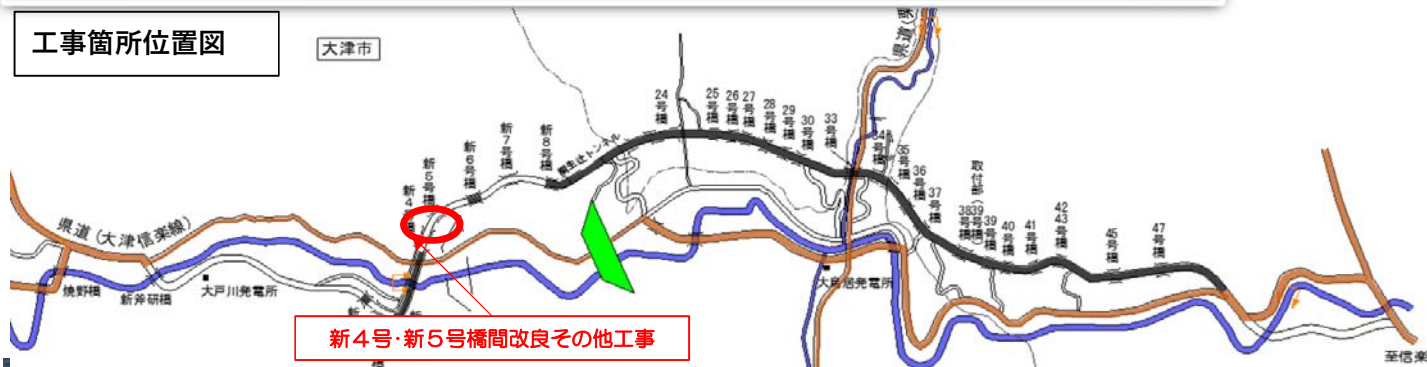 工事箇所位置図
大津市
県道(大津信楽線)
焼野橋
新斧研橋
大戸川発電所
新4号橋
新5号橋
新6号橋
新7号橋
新8号橋
24号橋
25号橋
26号橋
27号橋
28号橋
29号橋
30号橋
33号橋
34号橋
35号橋
36号橋
37号橋
取付部(
38号橋
39号橋)
39号橋
40号橋
41号橋
42
43号橋
45号橋
47号橋
大鳥居発電所
至信楽
新4号・新5号橋間改良その他工事